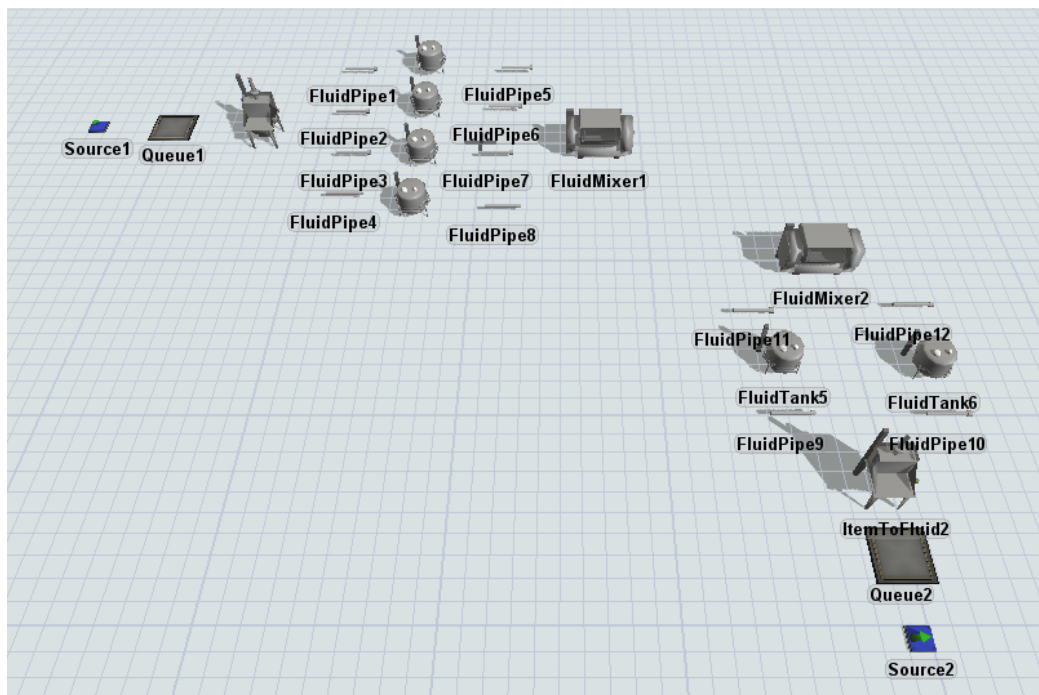 Source1
Queue1
FluidPipe1
FluidPipe2
FluidPipe3
FluidPipe4
FluidPipe5
FluidPipe6
FluidPipe7
FluidPipe8
FluidMixer1
FluidMixer2
FluidPipe11
FluidPipe12
FluidTank5
FluidTank6
FluidPipe9
FluidPipe10
ItemToFluid2
Queue2
Source2